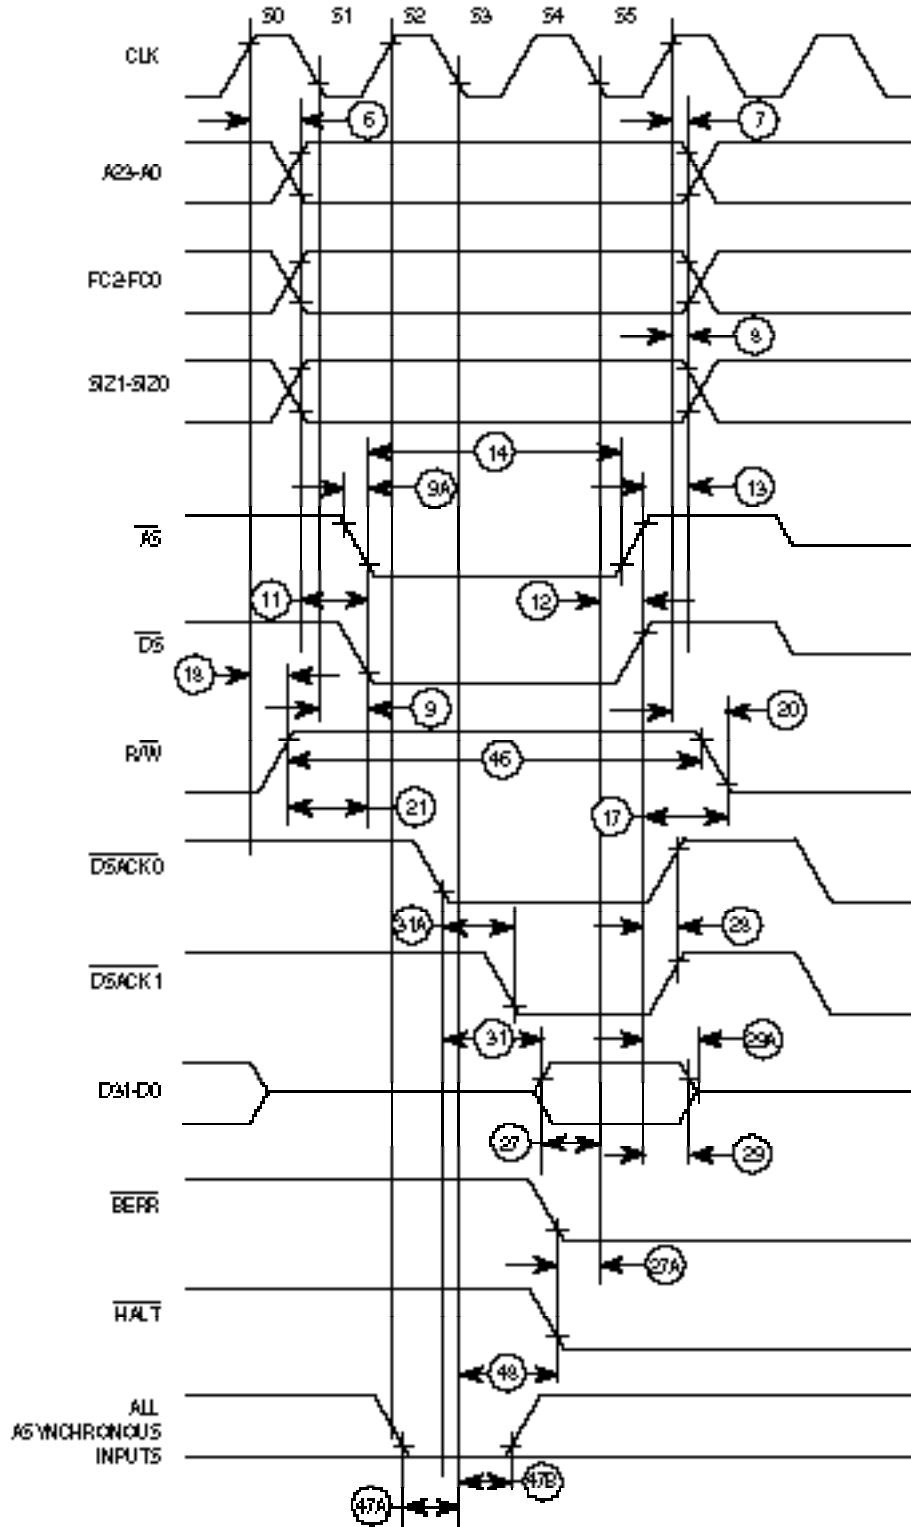 S0 S1 S2 S3 S4 S5
CLK
6 7
A23-A0
FC2-FC0
8
SIZ1-SIZ0
14
9A 13
AS
11 12
DS
18
9 20
R/W
46
21 17
DSACK0
31A 28
DSACK1
31 29A
D31-D0
27 29
BERR
27A
HALT
48
ALL
ASYNCHRONOUS
INPUTS
47B
47A